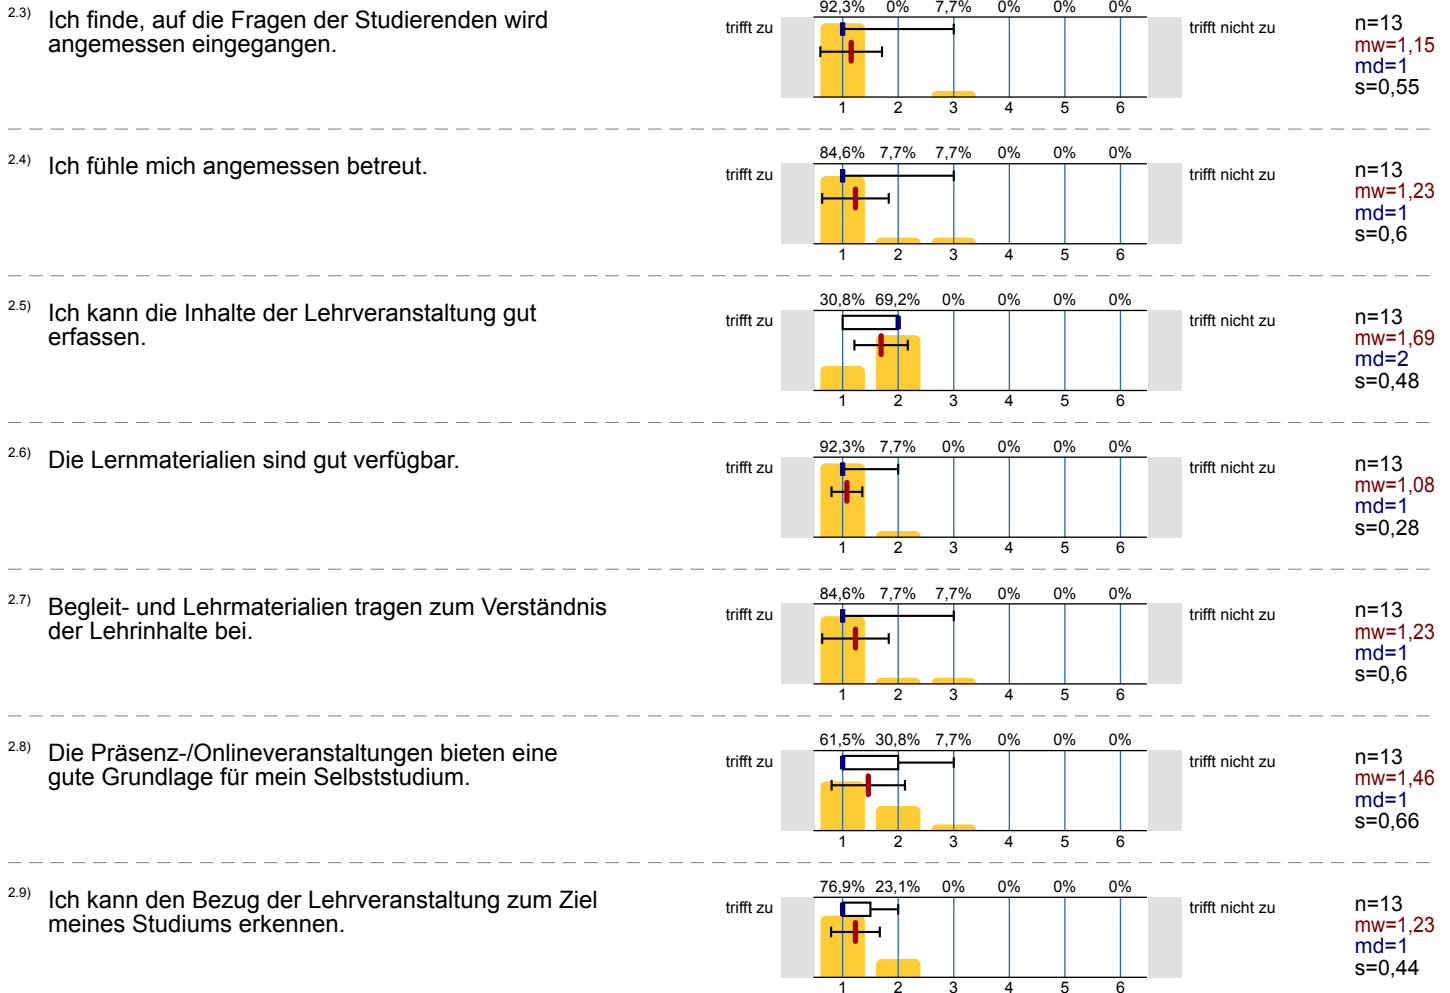 92,3% 0% 7,7% 0% 0% 0%
2.3) Ich finde, auf die Fragen der Studierenden wird
angemessen eingegangen.
trifft zu
trifft nicht zu
n=13
mw=1,15
md=1
s=0,55
1 2 3 4 5 6
84,6% 7,7% 7,7% 0% 0% 0%
2.4) Ich fühle mich angemessen betreut.
trifft zu
trifft nicht zu
n=13
mw=1,23
md=1
s=0,6
1 2 3 4 5 6
30,8% 69,2% 0% 0% 0% 0%
2.5) Ich kann die Inhalte der Lehrveranstaltung gut
erfassen.
trifft zu
trifft nicht zu
n=13
mw=1,69
md=2
s=0,48
1 2 3 4 5 6
92,3% 7,7% 0% 0% 0% 0%
2.6) Die Lernmaterialien sind gut verfügbar.
trifft zu
trifft nicht zu
n=13
mw=1,08
md=1
s=0,28
1 2 3 4 5 6
84,6% 7,7% 7,7% 0% 0% 0%
2.7) Begleit- und Lehrmaterialien tragen zum Verständnis
der Lehrinhalte bei.
trifft zu
trifft nicht zu
n=13
mw=1,23
md=1
s=0,6
1 2 3 4 5 6
61,5% 30,8% 7,7% 0% 0% 0%
2.8) Die Präsenz-/Onlineveranstaltungen bieten eine
gute Grundlage für mein Selbststudium.
trifft zu
trifft nicht zu
n=13
mw=1,46
md=1
s=0,66
1 2 3 4 5 6
76,9% 23,1% 0% 0% 0% 0%
2.9) Ich kann den Bezug der Lehrveranstaltung zum Ziel
meines Studiums erkennen.
trifft zu
trifft nicht zu
n=13
mw=1,23
md=1
s=0,44
1 2 3 4 5 6